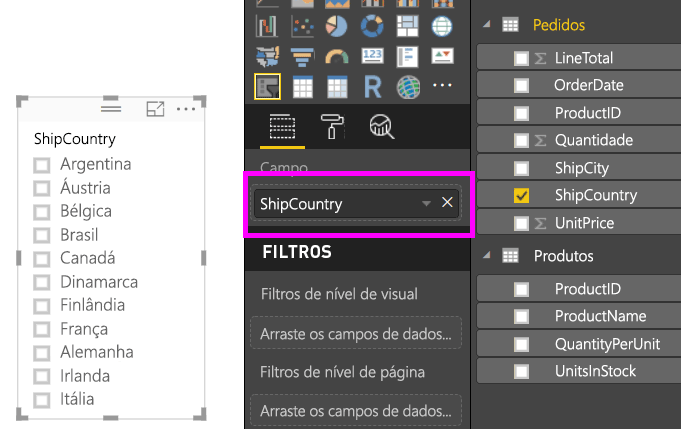 ShipCountry
Argentina
Áustria
Bélgica
Brasil
Canadá
Dinamarca
Finlândia
França
Alemanha
Irlanda
Itália
123
R
Campo
ShipCountry
FILTROS
Filtros de nível de visual
Arraste os campos de dados...
Filtros de nível de página
Arraste os campos de dados...
Pedidos
Σ LineTotal
OrderDate
ProductID
Σ Quantidade
ShipCity
ShipCountry
Σ UnitPrice
Produtos
ProductID
ProductName
QuantityPerUnit
UnitsInStock